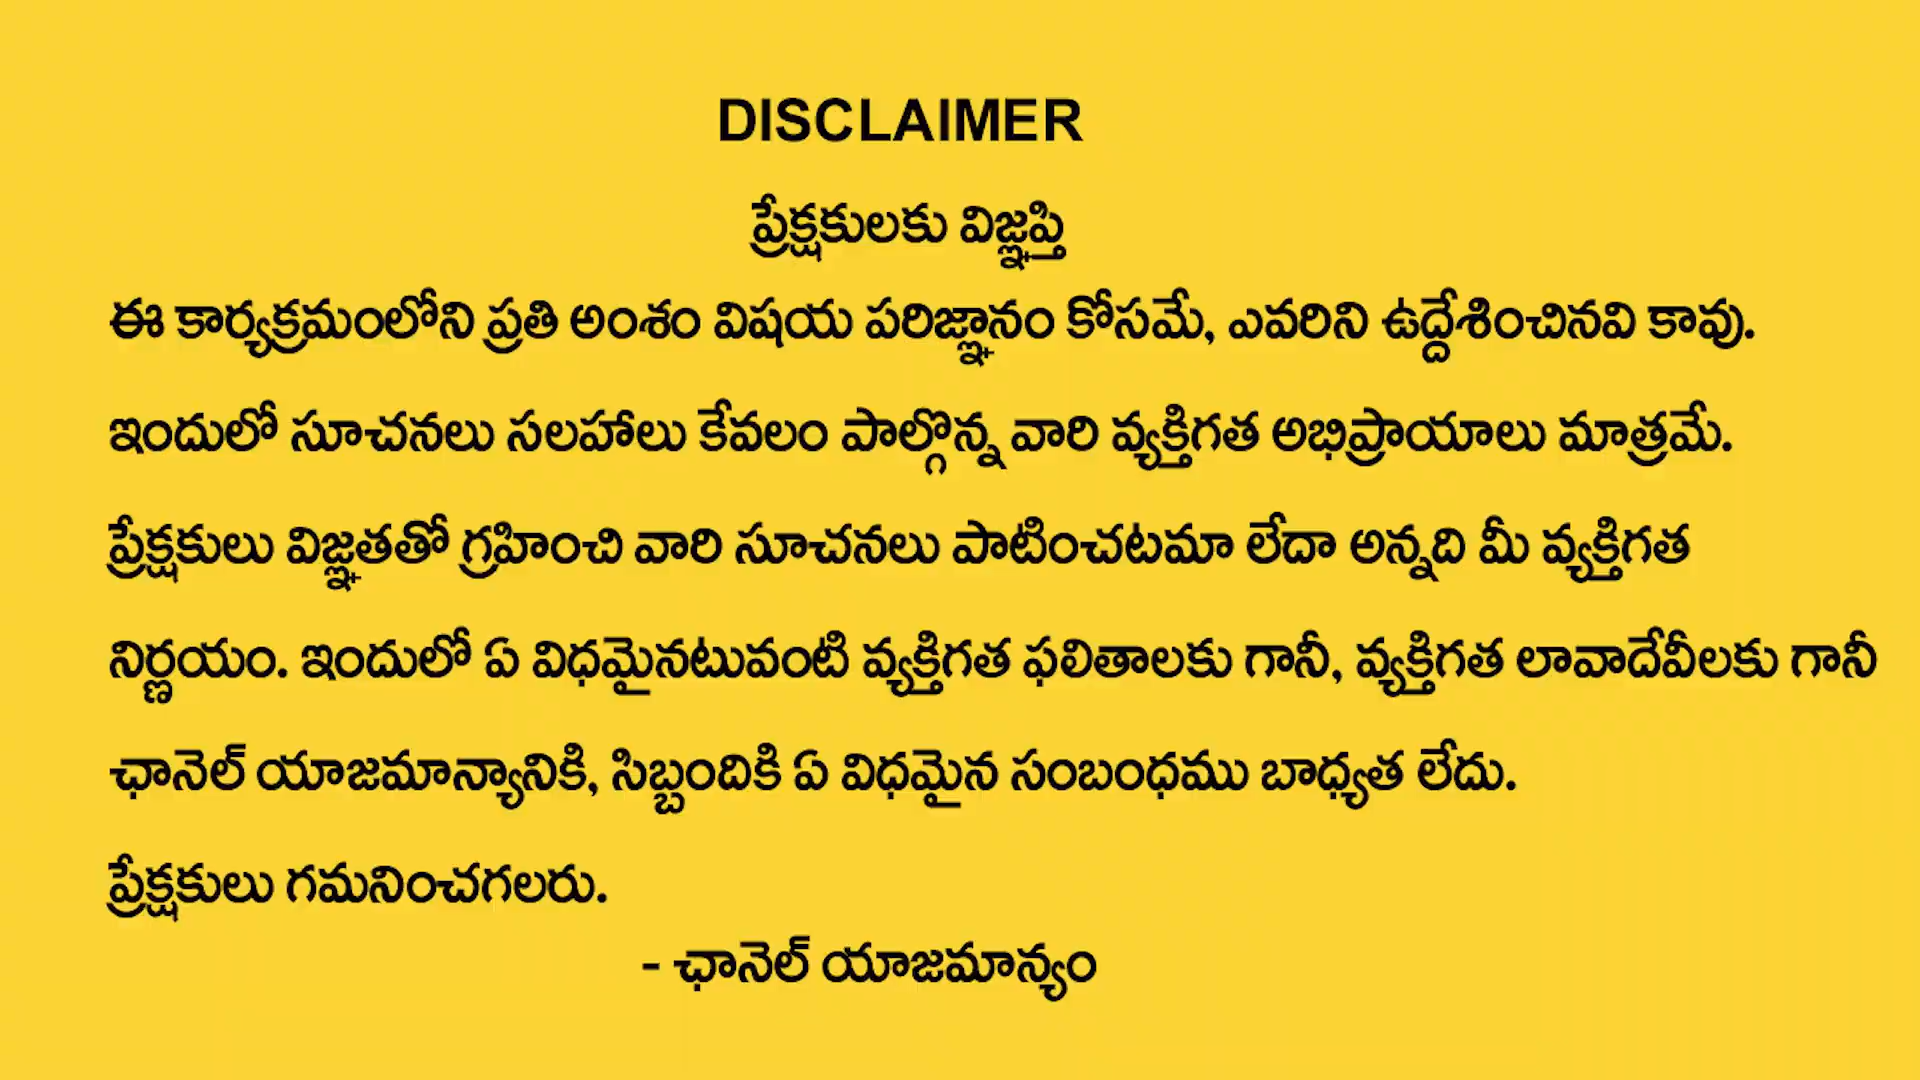 DISCLAIMER
ప్రేక్షకులకు విజ్ఞప్తి
ఈ కార్యక్రమంలోని ప్రతి అంశం విషయ పరిజ్ఞానం కోసమే, ఎవరిని ఉద్దేశించినవి కావు.
ఇందులో సూచనలు సలహాలు కేవలం పాల్గొన్న వారి వ్యక్తిగత అభిప్రాయాలు మాత్రమే.
ప్రేక్షకులు విజ్ఞతతో గ్రహించి వారి సూచనలు పాటించటమా లేదా అన్నది మీ వ్యక్తిగత
నిర్ణయం. ఇందులో ఏ విధమైనటువంటి వ్యక్తిగత ఫలితాలకు గానీ, వ్యక్తిగత లావాదేవీలకు గానీ
ఛానెల్ యాజమాన్యానికి, సిబ్బందికి ఏ విధమైన సంబంధము బాధ్యత లేదు.
ప్రేక్షకులు గమనించగలరు.
- ఛానెల్ యాజమాన్యం